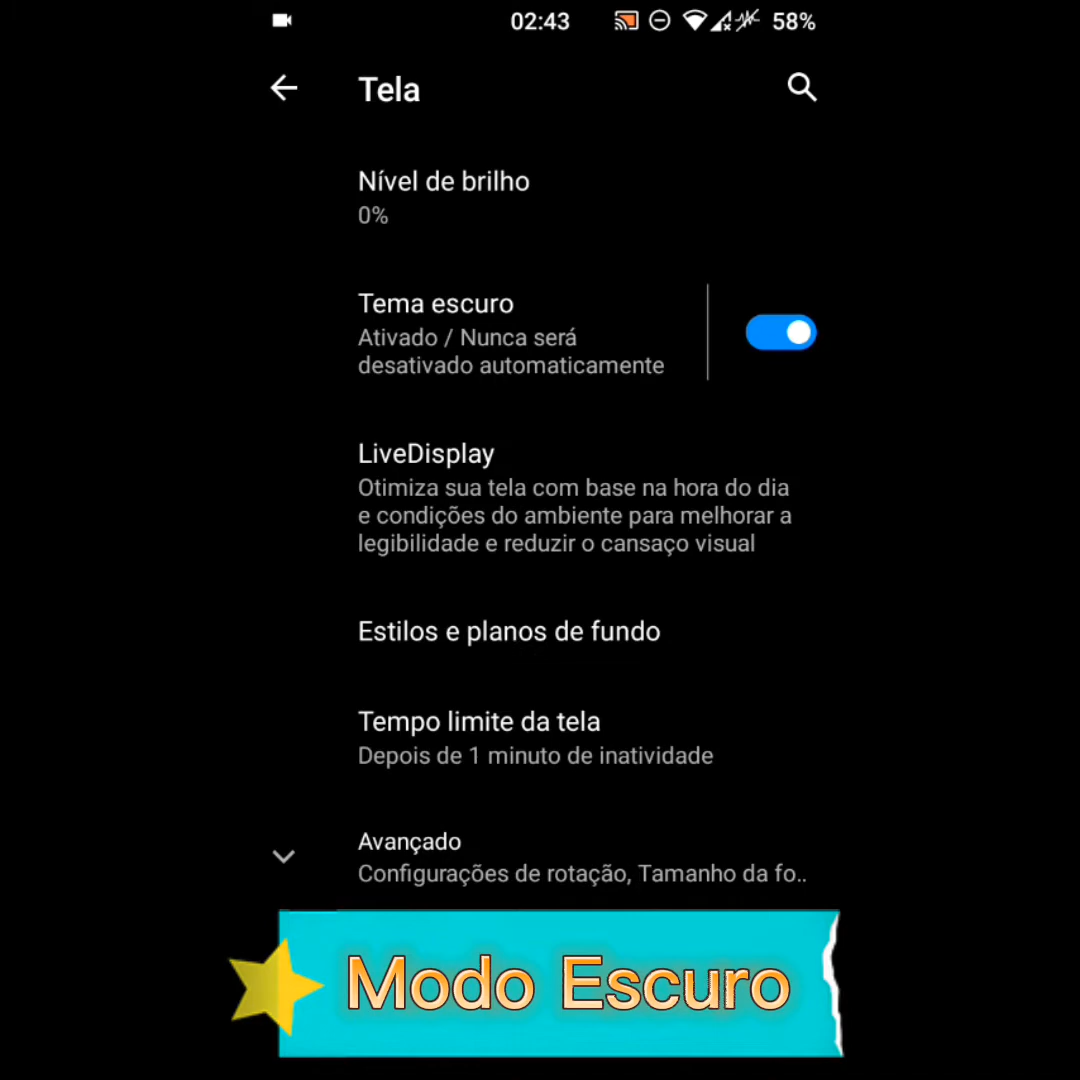 02:43 58%
Tela
Nível de brilho
0%
Tema escuro
Ativado / Nunca será
desativado automaticamente
LiveDisplay
Otimiza sua tela com base na hora do dia
e condições do ambiente para melhorar a
legibilidade e reduzir o cansaço visual
Estilos e planos de fundo
Tempo limite da tela
Depois de 1 minuto de inatividade
Avançado
Configurações de rotação, Tamanho da fo..
Modo Escuro